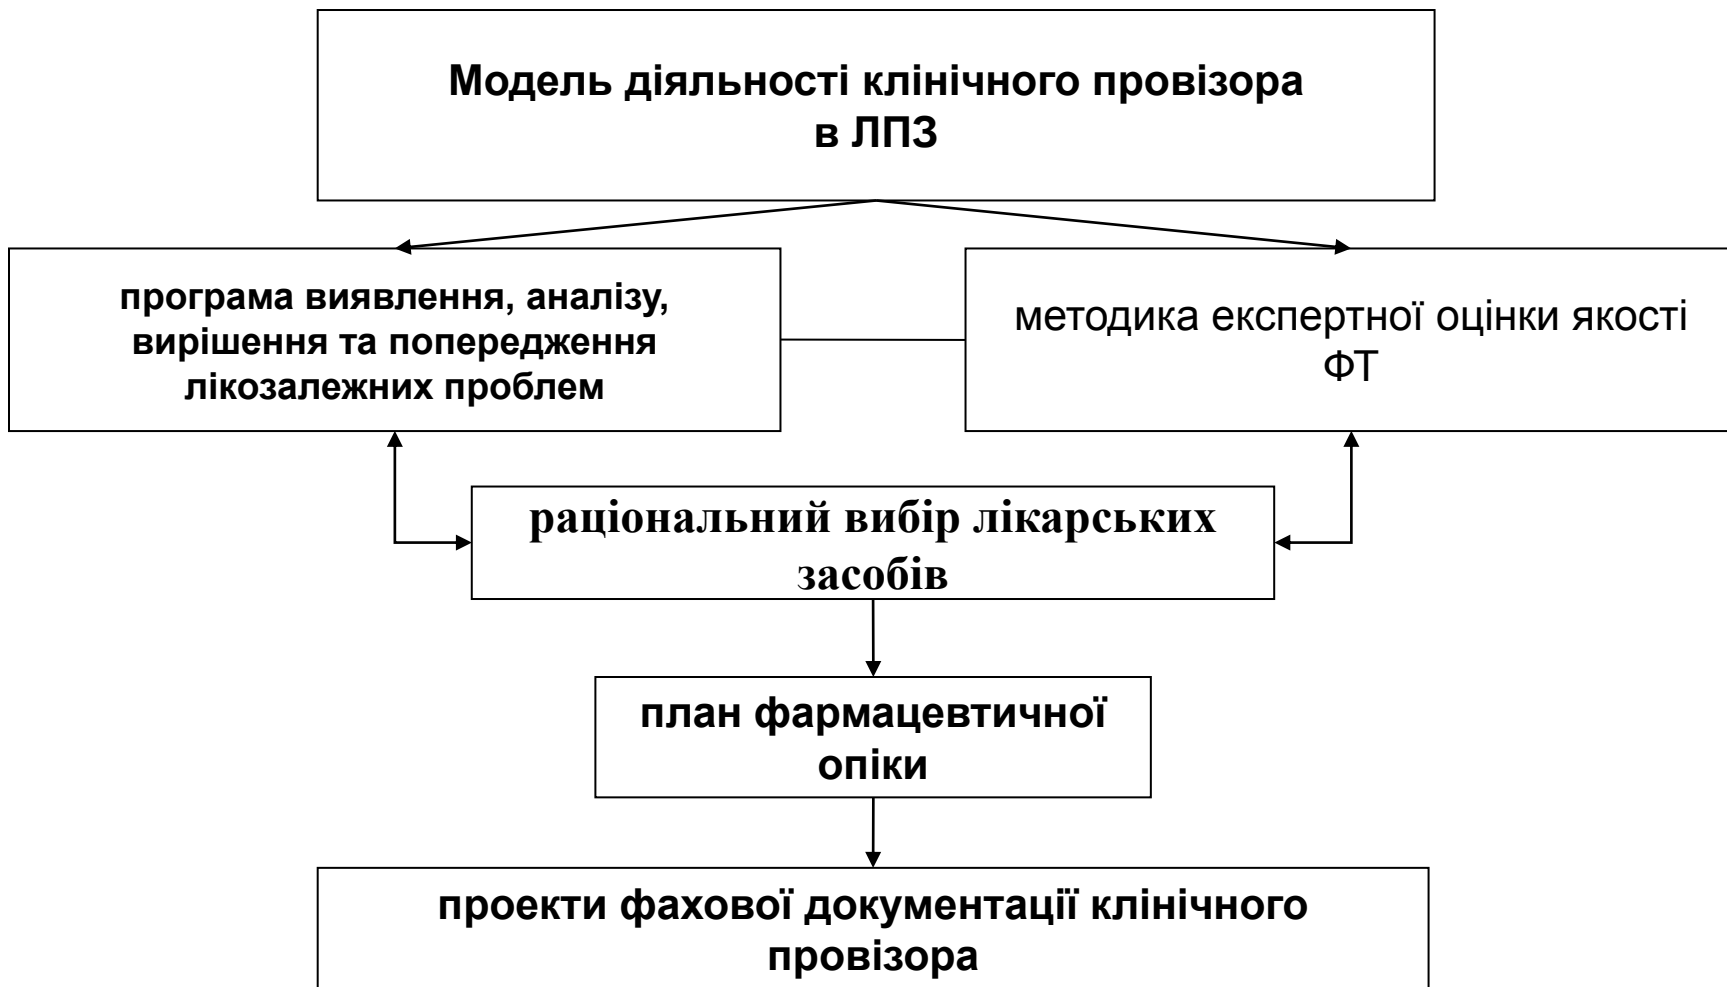 Модель діяльності клінічного провізора
в ЛПЗ
програма виявлення, аналізу,
вирішення та попередження
лікозалежних проблем
методика експертної оцінки якості
ФТ
раціональний вибір лікарських
засобів
план фармацевтичної
опіки
проекти фахової документації клінічного
провізора